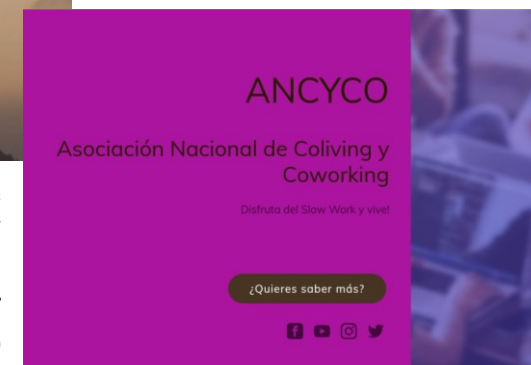 ANCYCO
Asociación Nacional de Coliving y
Coworking
Disfruta del Slow Work y vive!
¿Quieres saber más?